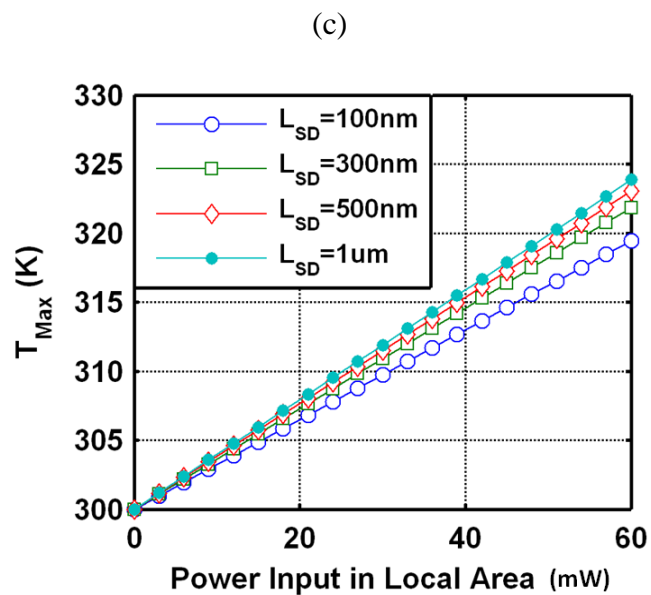 (c)
330
325
320
315
310
305
300
T_Max (K)
L_SD=100nm
L_SD=300nm
L_SD=500nm
L_SD=1um
0 20 40 60
Power Input in Local Area (mW)